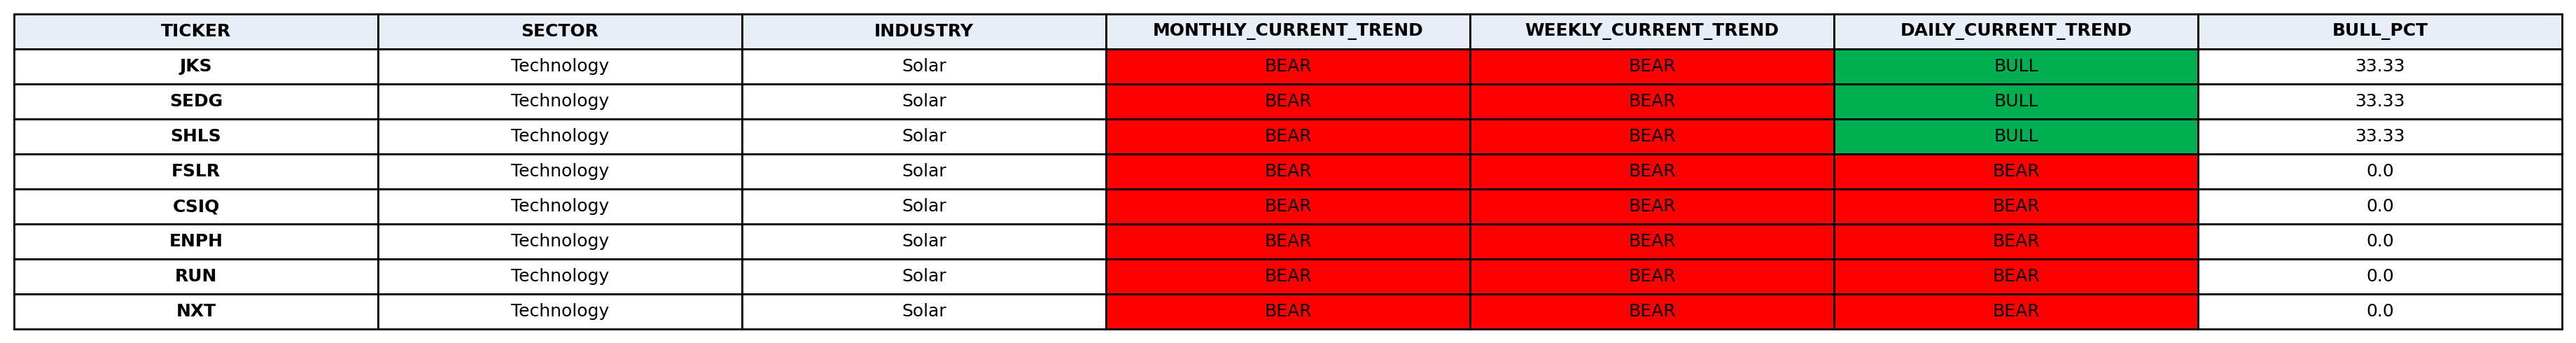 TICKER SECTOR INDUSTRY MONTHLY_CURRENT_TREND WEEKLY_CURRENT_TREND DAILY_CURRENT_TREND BULL_PCT
JKS Technology Solar BEAR BEAR BULL 33.33
SEDG Technology Solar BEAR BEAR BULL 33.33
SHLS Technology Solar BEAR BEAR BULL 33.33
FSLR Technology Solar BEAR BEAR BEAR 0.0
CSIQ Technology Solar BEAR BEAR BEAR 0.0
ENPH Technology Solar BEAR BEAR BEAR 0.0
RUN Technology Solar BEAR BEAR BEAR 0.0
NXT Technology Solar BEAR BEAR BEAR 0.0